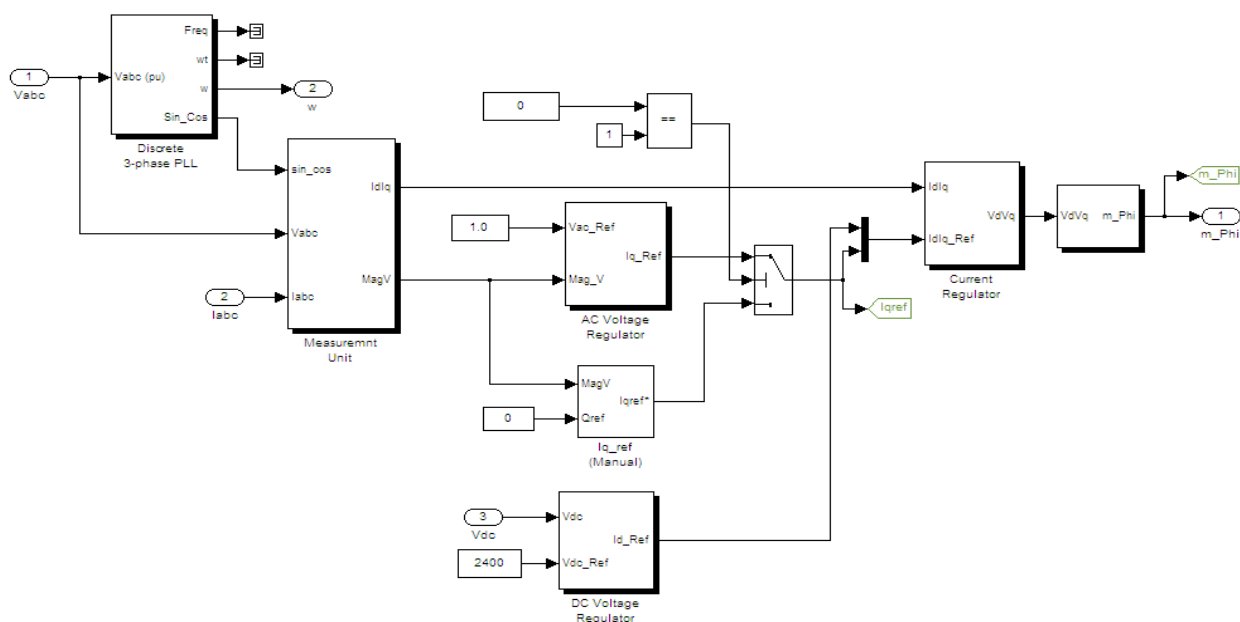 Freq
wt
w
Sin_Cos
Vabc (pu)
Discrete
3-phase PLL
1
Vabc
2
w
0
1
==
sin_cos
Vabc
Iabc
IdIq
MagV
Measuremnt
Unit
2
Iabc
1.0
Vac_Ref
Mag_V
Iq_Ref
AC Voltage
Regulator
MagV
Qref
Iqref*
Iq_ref
(Manual)
0
Iqref
IdIq
IdIq_Ref
VdVq
Current
Regulator
VdVq
m_Phi
m_Phi
1
m_Phi
3
Vdc
2400
Vdc
Vdc_Ref
Id_Ref
DC Voltage
Regulator